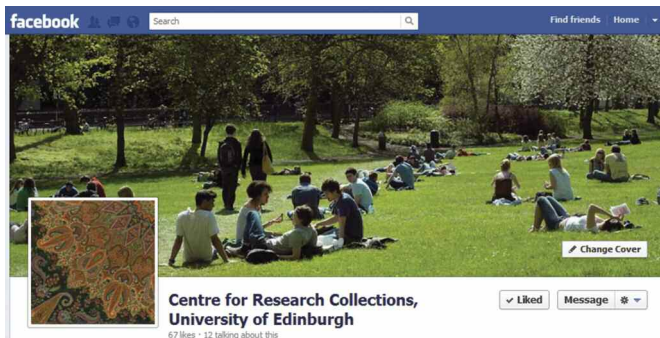 facebook
Search
Find friends Home
Change Cover
Centre for Research Collections,
University of Edinburgh
Liked Message
67 likes · 12 talking about this